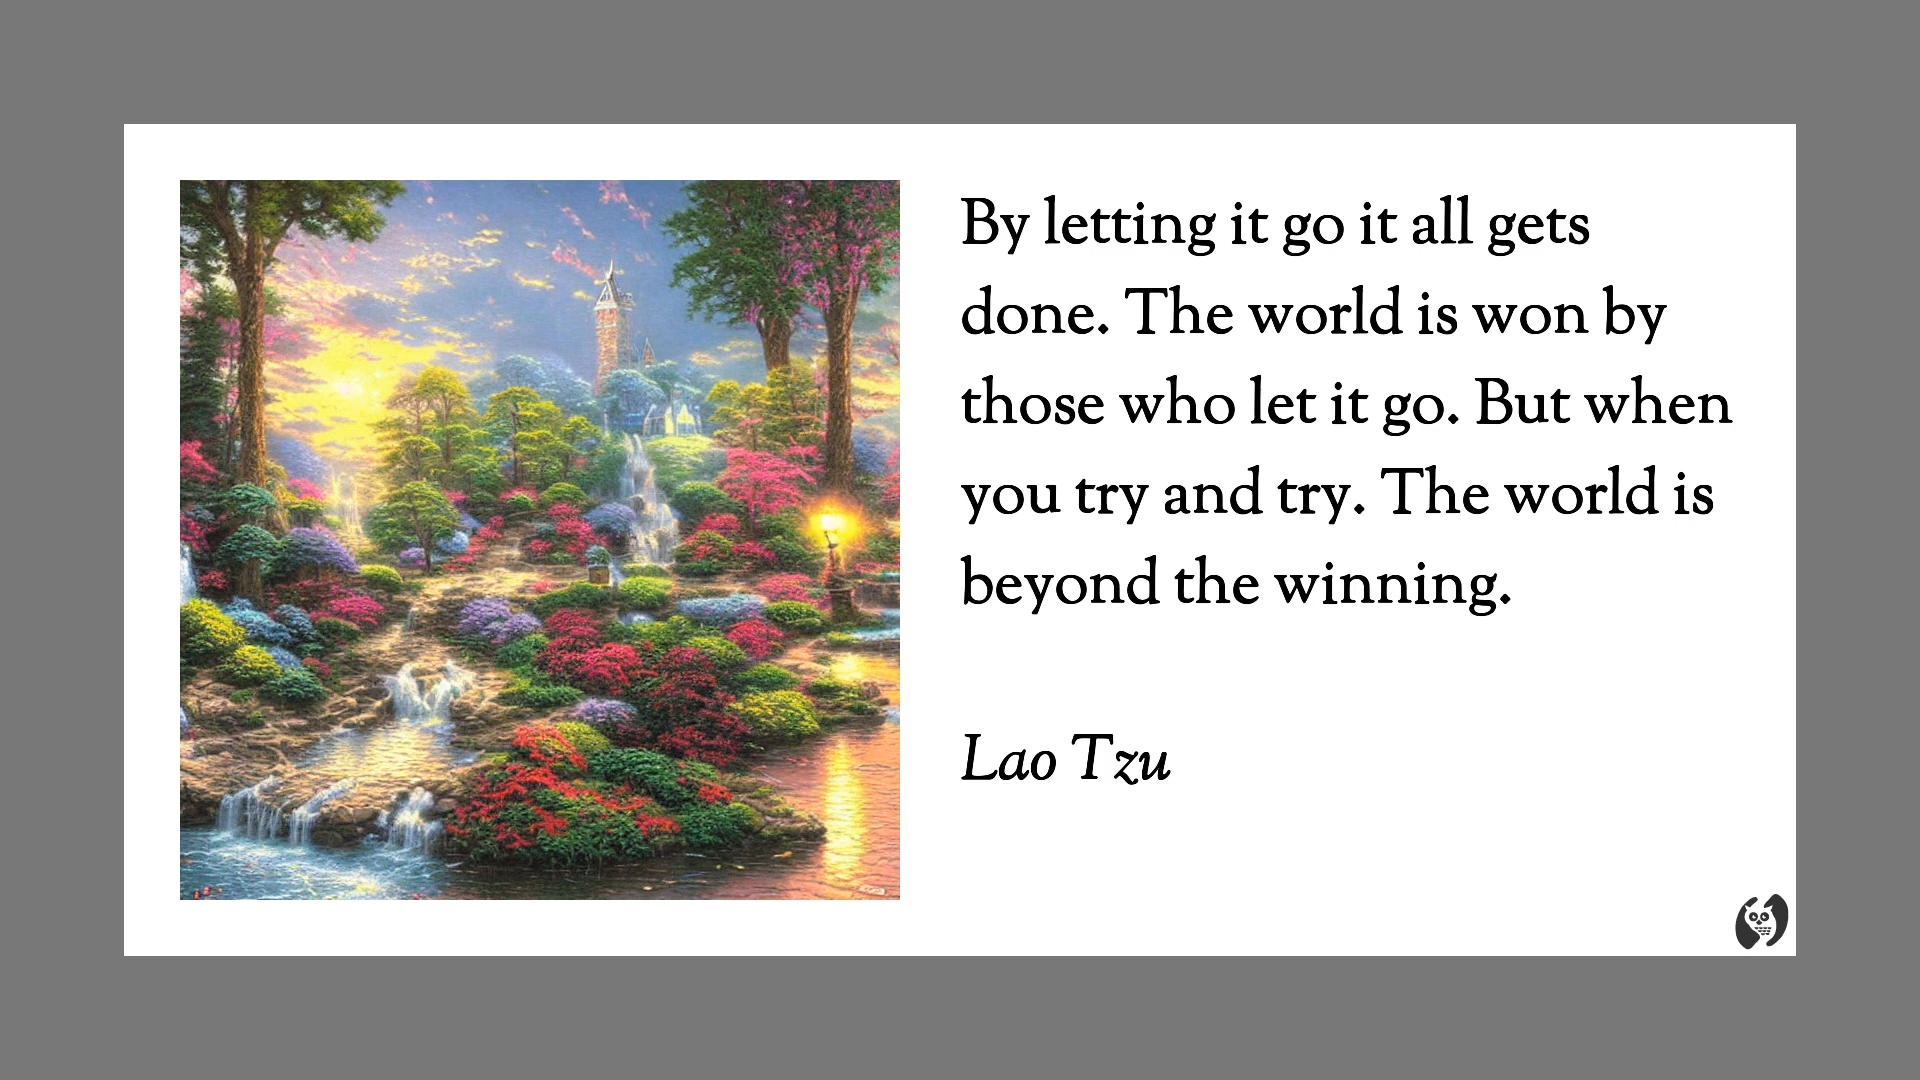 By letting it go it all gets
done. The world is won by
those who let it go. But when
you try and try. The world is
beyond the winning.
Lao Tzu